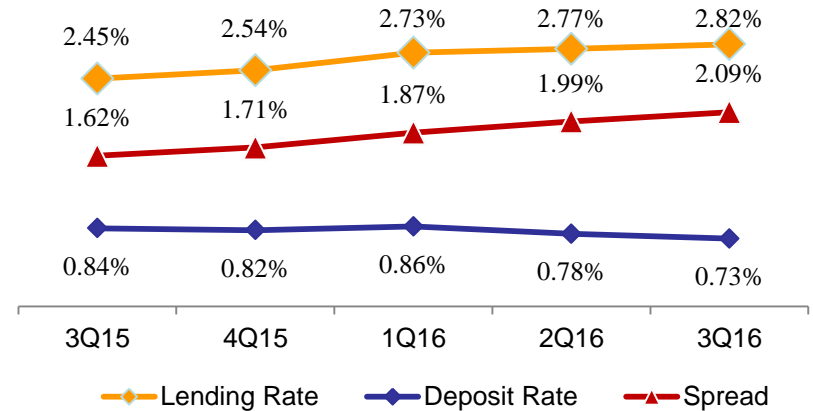 2.45% 2.54% 2.73% 2.77% 2.82%
1.62% 1.71% 1.87% 1.99% 2.09%
0.84% 0.82% 0.86% 0.78% 0.73%
3Q15 4Q15 1Q16 2Q16 3Q16
Lending Rate Deposit Rate Spread